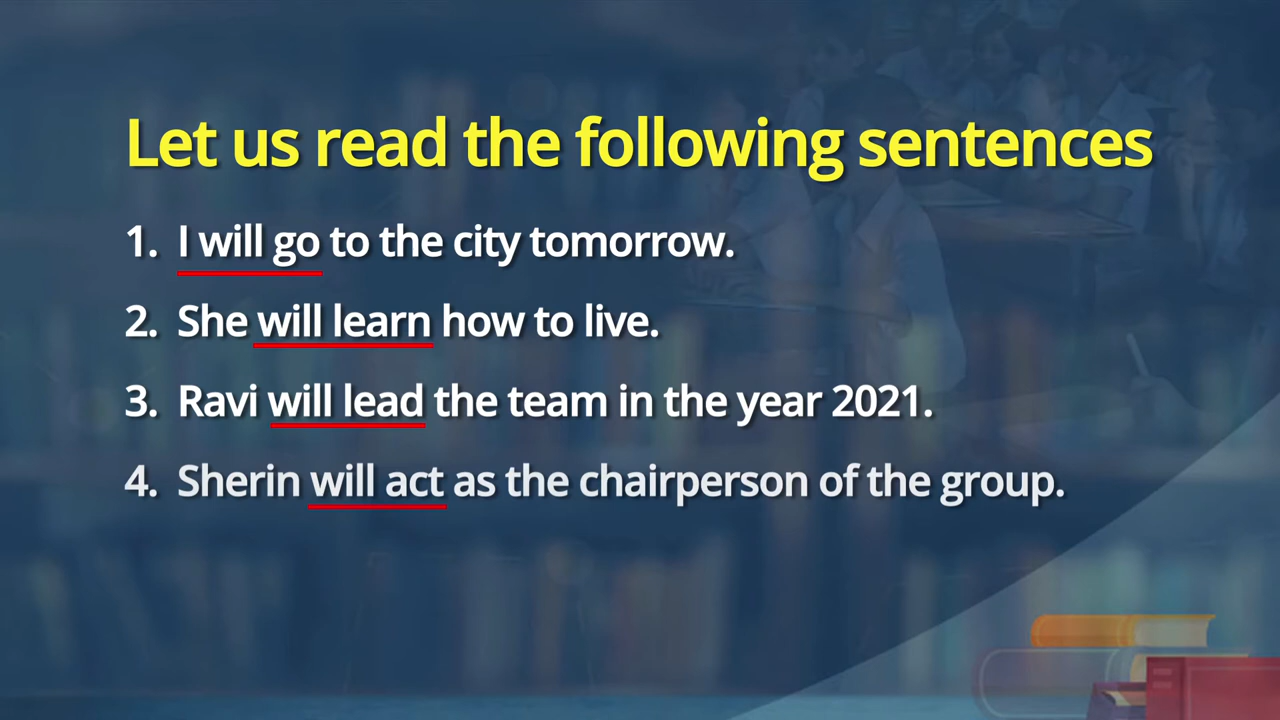 Let us read the following sentences
1. I will go to the city tomorrow.
2. She will learn how to live.
3. Ravi will lead the team in the year 2021.
4. Sherin will act as the chairperson of the group.